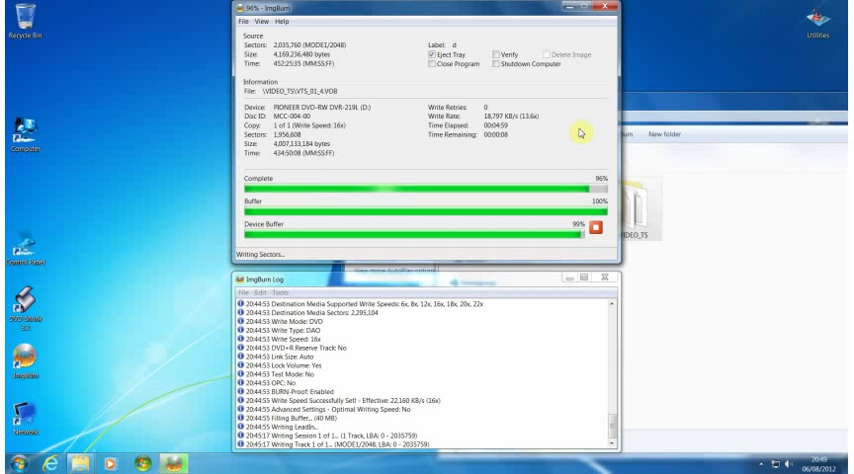 96% - ImgBurn
File View Help
Source
Sectors: 2,035,760 (MODE1/2048)
Size: 4,169,236,480 bytes
Time: 452:25:35 (MM:SS:FF)
Label: d
Eject Tray
Verify
Delete Image
Close Program
Shutdown Computer
Information
File: \VIDEO_TS\VTS_01_4.VOB
Device: PIONEER DVD-RW DVR-219L (D:)
Disc ID: MCC-004-00
Copy: 1 of 1 (Write Speed: 16x)
Sectors: 1,956,608
Size: 4,007,133,184 bytes
Time: 434:50:08 (MM:SS:FF)
Write Retries: 0
Write Rate: 18,797 KB/s (13.6x)
Time Elapsed: 00:04:59
Time Remaining: 00:00:08
Complete 96%
Buffer 100%
Device Buffer 99%
Writing Sectors...
View more AutoPlay options
ImgBurn Log
File Edit Tools
20:44:53 Destination Media Supported Write Speeds: 6x, 8x, 12x, 16x, 18x, 20x, 22x
20:44:53 Destination Media Sectors: 2,295,104
20:44:53 Write Mode: DVD
20:44:53 Write Type: DAO
20:44:53 Write Speed: 16x
20:44:53 DVD+R Reserve Track: No
20:44:53 Link Size: Auto
20:44:53 Lock Volume: Yes
20:44:53 Test Mode: No
20:44:53 OPC: No
20:44:53 BURN-Proof: Enabled
20:44:55 Write Speed Successfully Set! - Effective: 22,160 KB/s (16x)
20:44:55 Advanced Settings - Optimal Writing Speed: No
20:44:55 Filling Buffer... (40 MB)
20:44:55 Writing LeadIn...
20:45:17 Writing Session 1 of 1... (1 Track, LBA: 0 - 2035759)
20:45:17 Writing Track 1 of 1... (MODE1/2048, LBA: 0 - 2035759)
Recycle Bin
Computer
Control Panel
ImgBurn
Network
Utilities
New folder
VIDEO_TS
20:49
06/08/2012